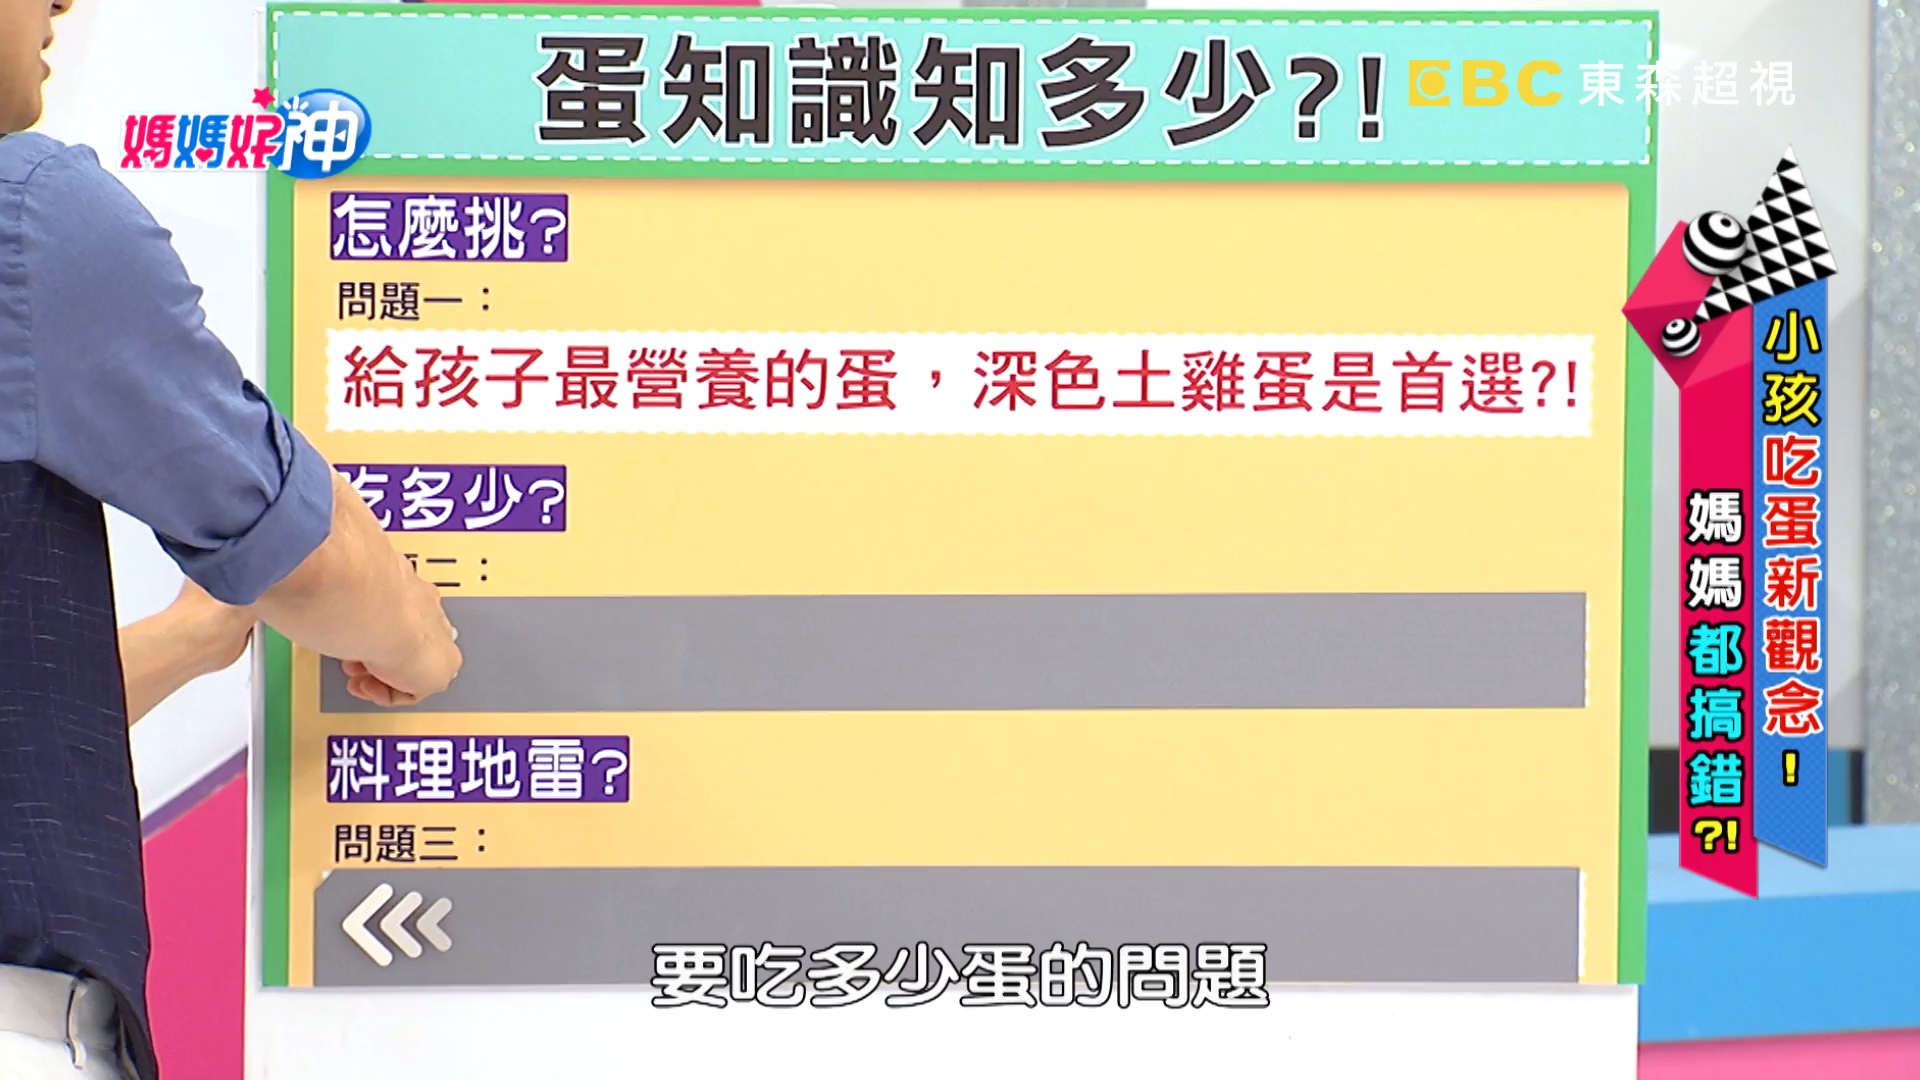 蛋知識知多少?!
EBC 東森超視
媽媽好神
怎麼挑?
問題一：
給孩子最營養的蛋，深色土雞蛋是首選?!
吃多少?
題二：
料理地雷?
問題三：
小孩吃蛋新觀念！
媽媽都搞錯?!
要吃多少蛋的問題